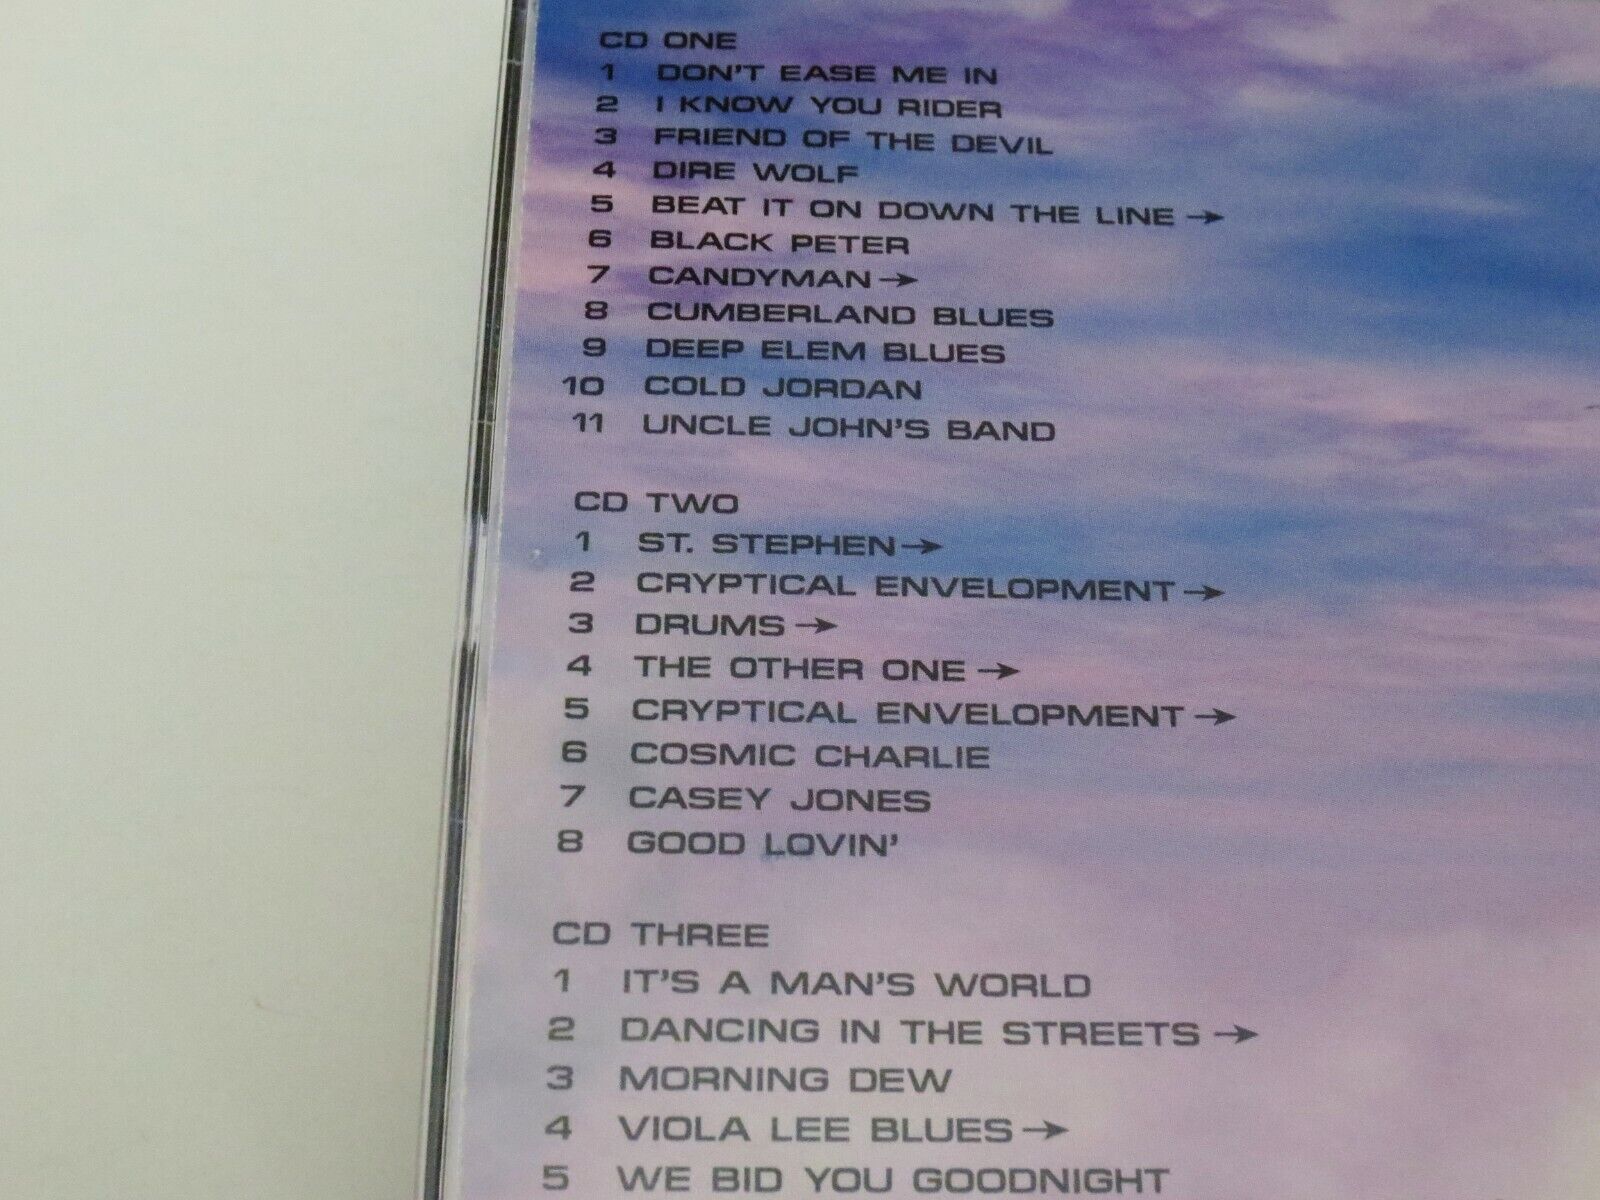 CD ONE
1 DON'T EASE ME IN
2 I KNOW YOU RIDER
3 FRIEND OF THE DEVIL
4 DIRE WOLF
5 BEAT IT ON DOWN THE LINE →
6 BLACK PETER
7 CANDYMAN →
8 CUMBERLAND BLUES
9 DEEP ELEM BLUES
10 COLD JORDAN
11 UNCLE JOHN'S BAND
CD TWO
1 ST. STEPHEN →
2 CRYPTICAL ENVELOPMENT →
3 DRUMS →
4 THE OTHER ONE →
5 CRYPTICAL ENVELOPMENT →
6 COSMIC CHARLIE
7 CASEY JONES
8 GOOD LOVIN'
CD THREE
1 IT'S A MAN'S WORLD
2 DANCING IN THE STREETS →
3 MORNING DEW
4 VIOLA LEE BLUES →
5 WE BID YOU GOODNIGHT